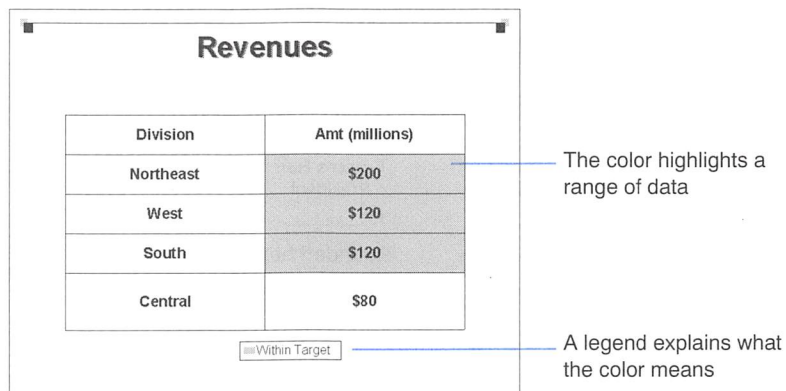 Revenues
Division Amt (millions)
Northeast $200
West $120
South $120
Central $80
Within Target
The color highlights a
range of data
A legend explains what
the color means